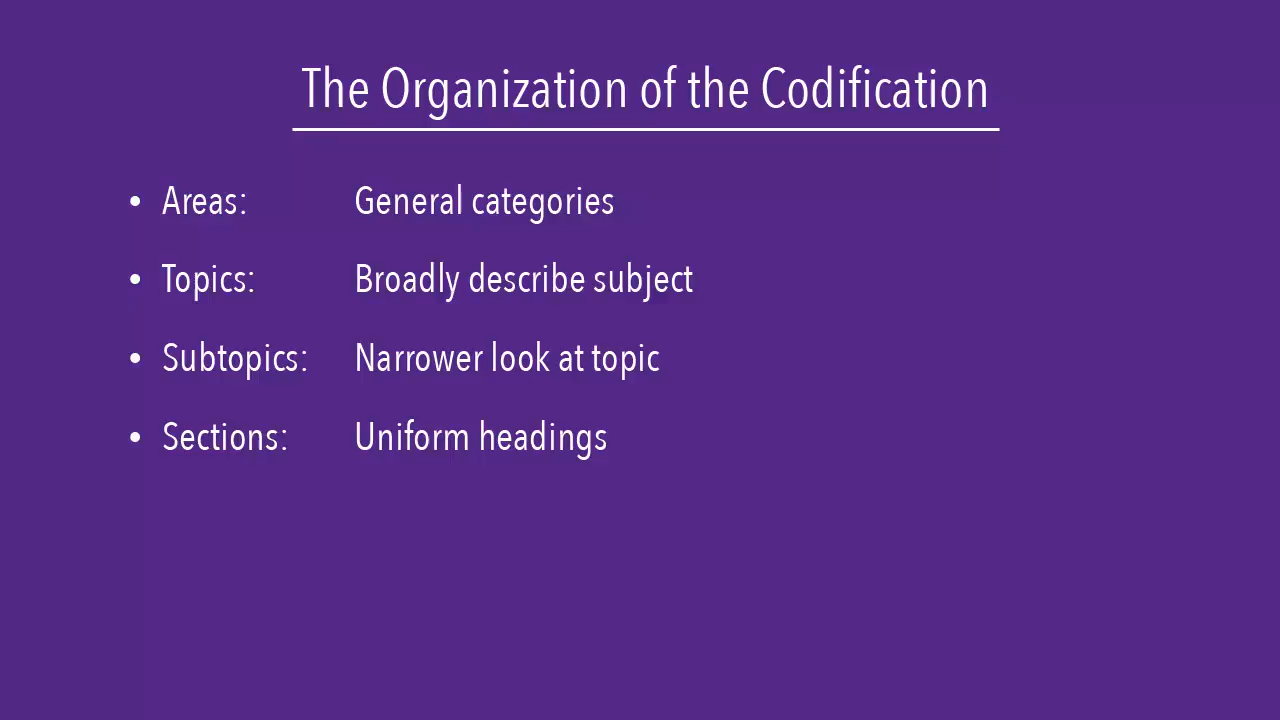 The Organization of the Codification
• Areas: General categories
• Topics: Broadly describe subject
• Subtopics: Narrower look at topic
• Sections: Uniform headings